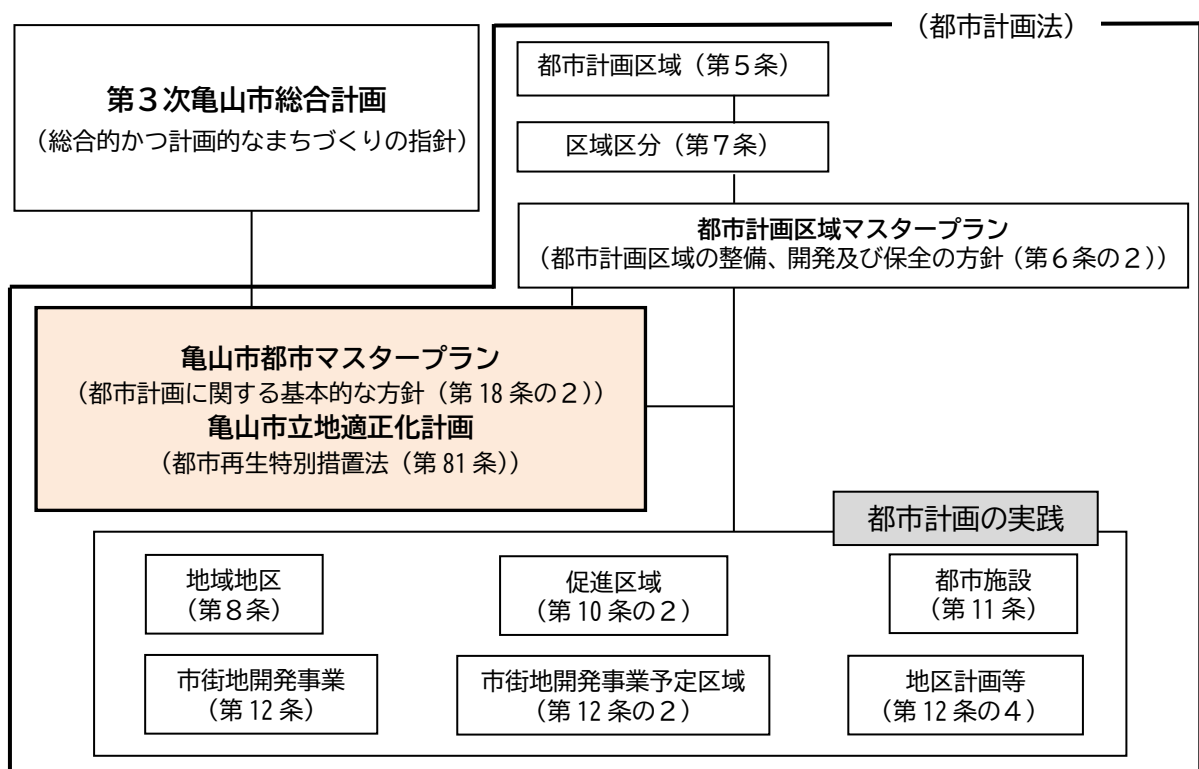 （都市計画法）
第３次亀山市総合計画
（総合的かつ計画的なまちづくりの指針）
都市計画区域（第５条）
区域区分（第７条）
都市計画区域マスタープラン
（都市計画区域の整備、開発及び保全の方針（第６条の２））
亀山市都市マスタープラン
（都市計画に関する基本的な方針（第 18 条の２））
亀山市立地適正化計画
（都市再生特別措置法（第 81 条））
都市計画の実践
地域地区
（第８条）
促進区域
（第 10 条の２）
都市施設
（第 11 条）
市街地開発事業
（第 12 条）
市街地開発事業予定区域
（第 12 条の２）
地区計画等
（第 12 条の４）